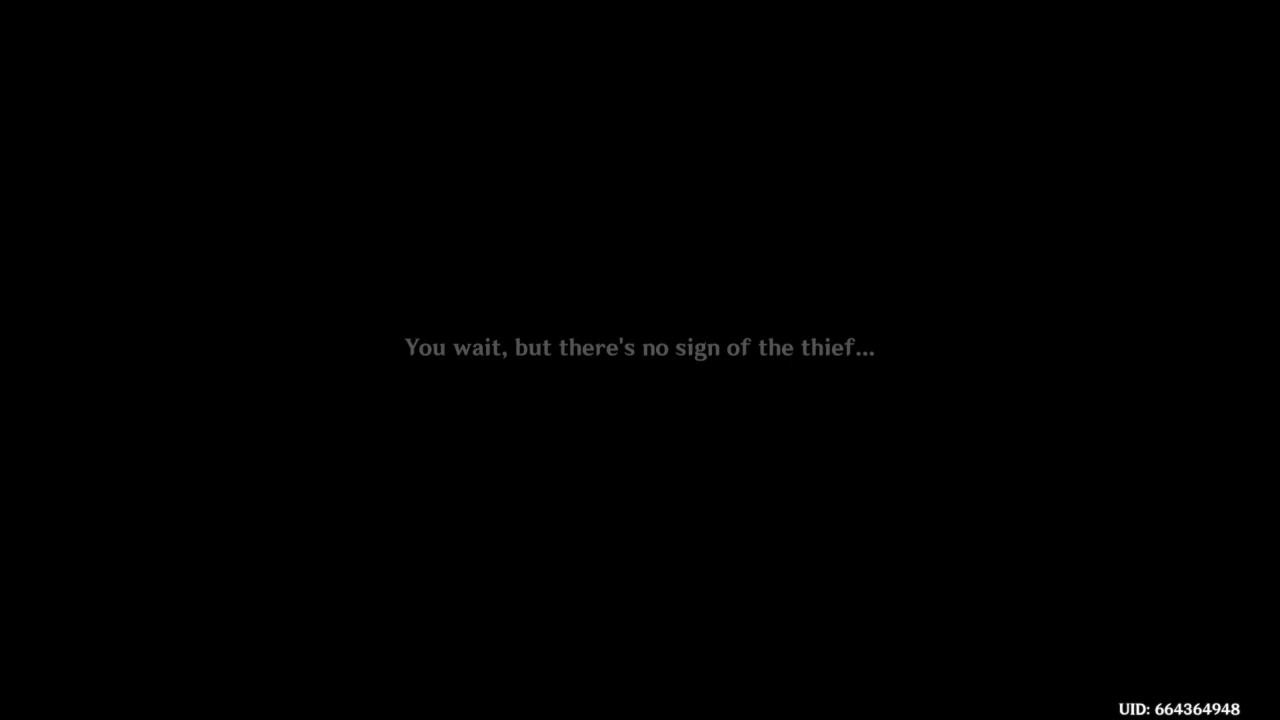 You wait, but there's no sign of the thief...
UID: 664364948